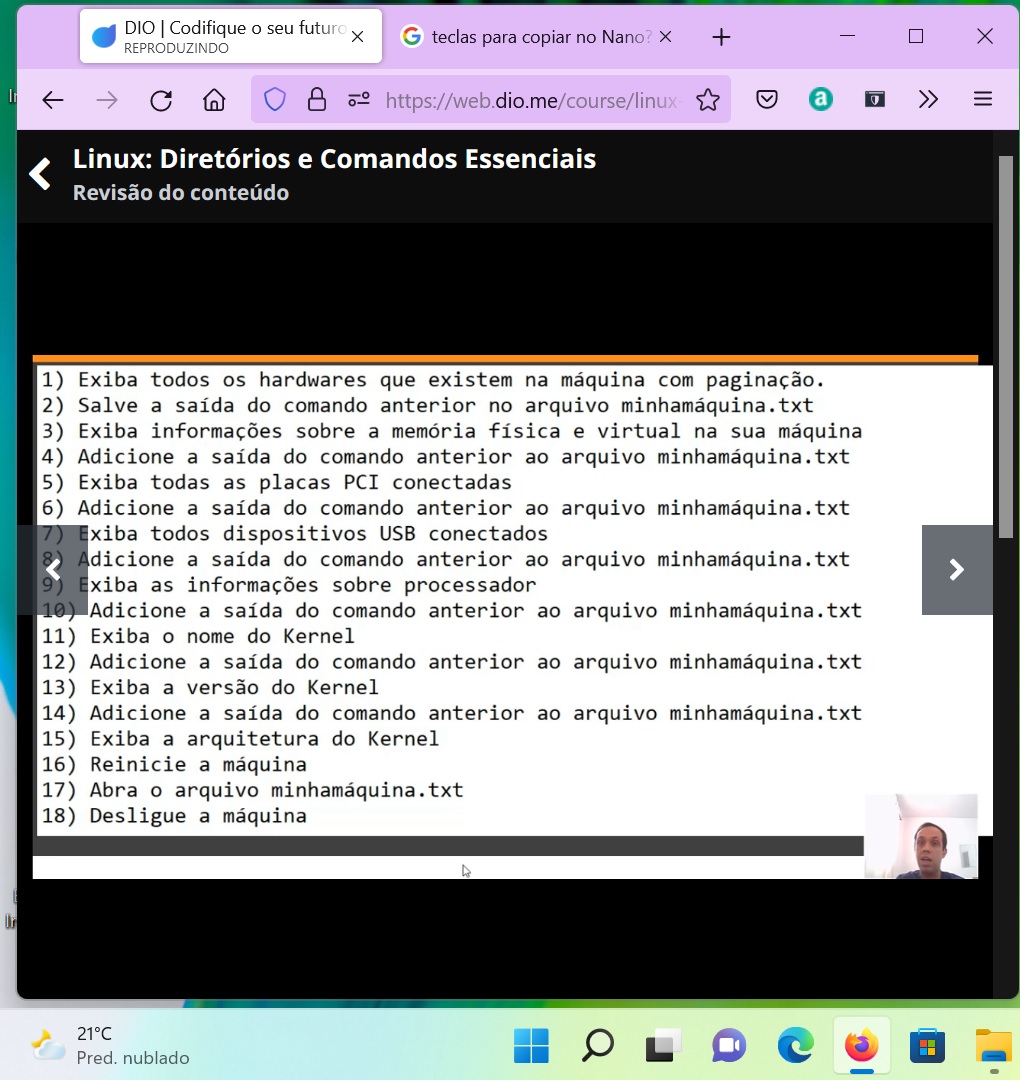 DIO | Codifique o seu futuro
REPRODUZINDO
teclas para copiar no Nano?
https://web.dio.me/course/linux-
Linux: Diretórios e Comandos Essenciais
Revisão do conteúdo
1) Exiba todos os hardwares que existem na máquina com paginação.
2) Salve a saída do comando anterior no arquivo minhamáquina.txt
3) Exiba informações sobre a memória física e virtual na sua máquina
4) Adicione a saída do comando anterior ao arquivo minhamáquina.txt
5) Exiba todas as placas PCI conectadas
6) Adicione a saída do comando anterior ao arquivo minhamáquina.txt
7) Exiba todos dispositivos USB conectados
8) Adicione a saída do comando anterior ao arquivo minhamáquina.txt
9) Exiba as informações sobre processador
10) Adicione a saída do comando anterior ao arquivo minhamáquina.txt
11) Exiba o nome do Kernel
12) Adicione a saída do comando anterior ao arquivo minhamáquina.txt
13) Exiba a versão do Kernel
14) Adicione a saída do comando anterior ao arquivo minhamáquina.txt
15) Exiba a arquitetura do Kernel
16) Reinicie a máquina
17) Abra o arquivo minhamáquina.txt
18) Desligue a máquina
21°C
Pred. nublado